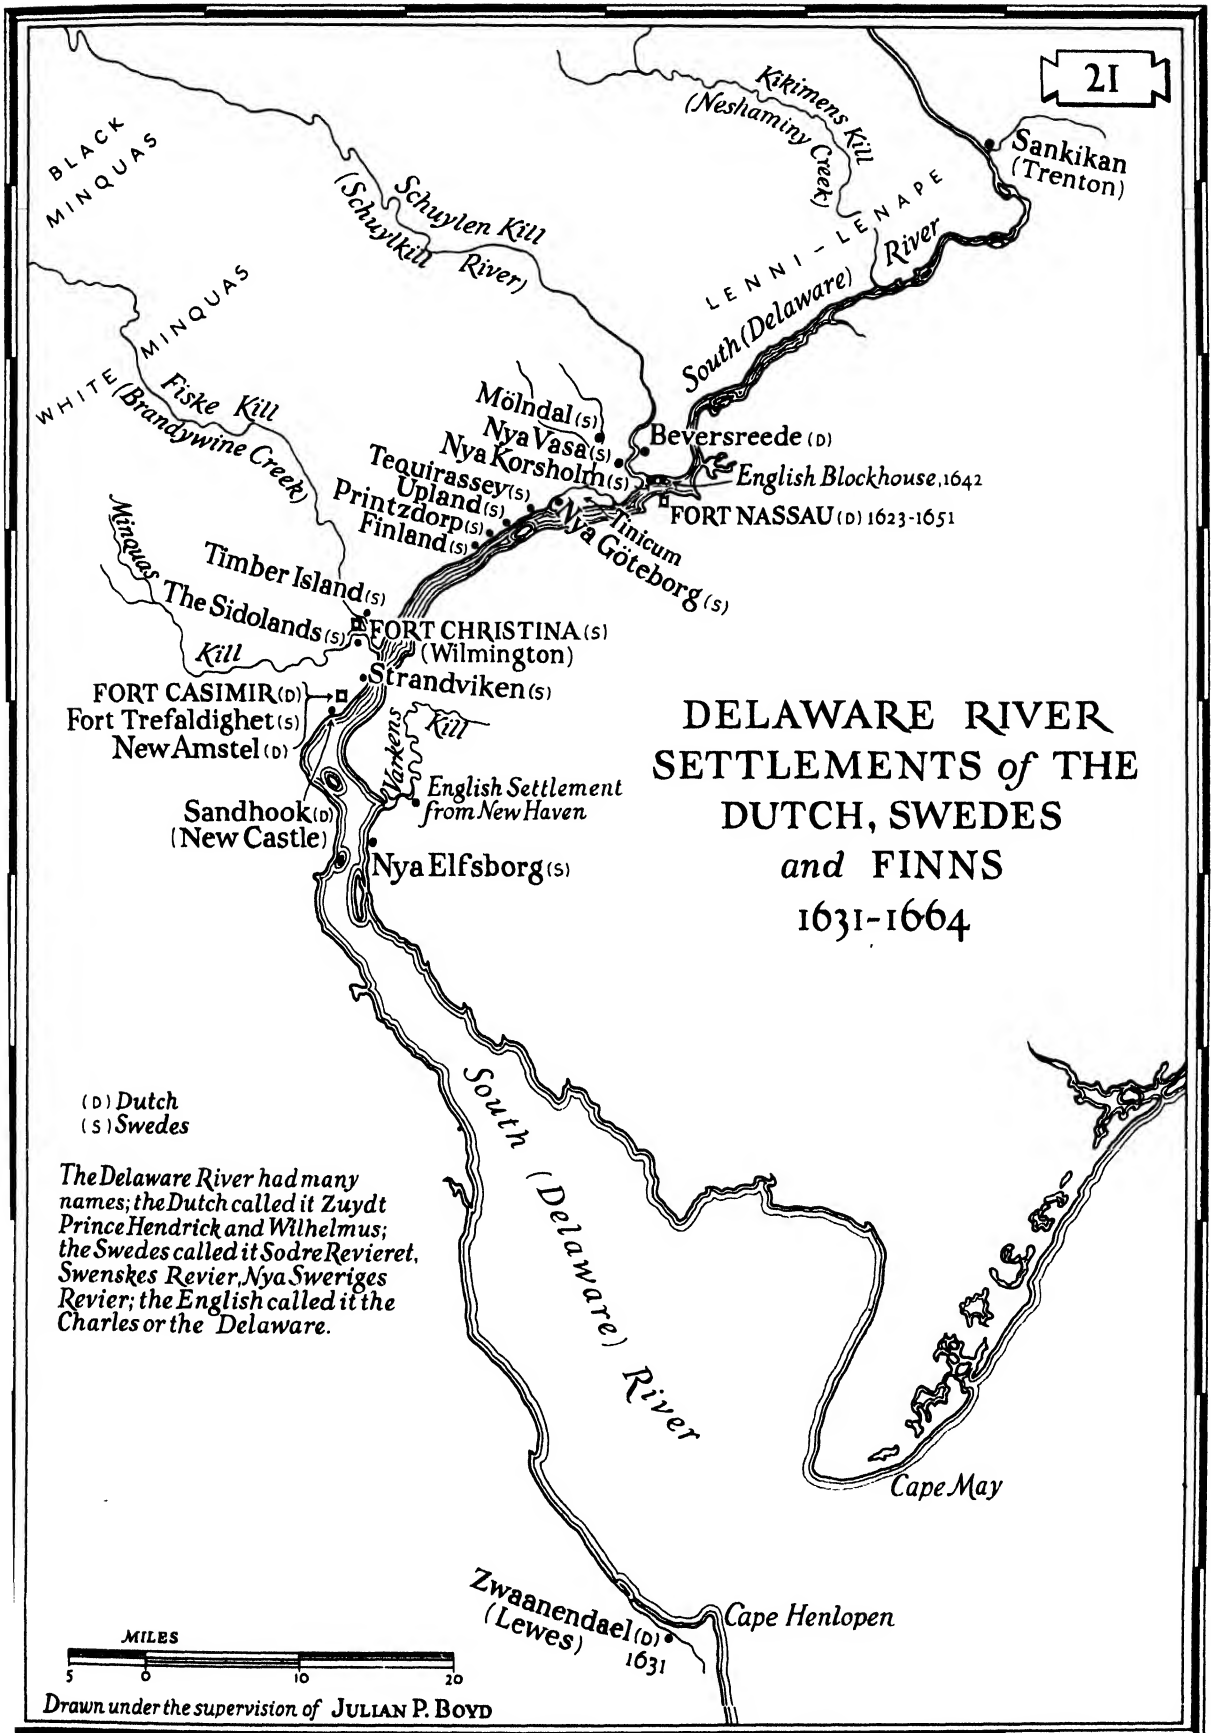 21
BLACK
MINQUAS
Kikimens Kill
(Neshaminy Creek)
Sankikan
(Trenton)
Schuylen Kill
(Schuylkill River)
LENNI-LENAPE
South (Delaware) River
WHITE MINQUAS
Fiske Kill
(Brandywine Creek)
Mölndal (S)
Nya Vasa (S)
Nya Korsholm (S)
Tequirassey (S)
Upland (S)
Printzdorp (S)
Finland (S)
Beversreede (D)
English Blockhouse, 1642
FORT NASSAU (D) 1623-1651
Tinicum
Nya Göteborg (S)
Minquas
Kill
Timber Island (S)
The Sidolands (S)
FORT CHRISTINA (S)
(Wilmington)
Strandviken (S)
FORT CASIMIR (D)
Fort Trefaldighet (S)
New Amstel (D)
Varkens Kill
English Settlement
from New Haven
Sandhook (D)
(New Castle)
Nya Elfsborg (S)
DELAWARE RIVER
SETTLEMENTS of THE
DUTCH, SWEDES
and FINNS
1631-1664
South (Delaware) River
(D) Dutch
(S) Swedes
The Delaware River had many
names; the Dutch called it Zuydt
Prince Hendrick and Wilhelmus;
the Swedes called it Sodre Revieret,
Swenskes Revier, Nya Sweriges
Revier; the English called it the
Charles or the Delaware.
Cape May
Zwaanendael (D)
(Lewes)
1631
Cape Henlopen
MILES
5 0 10 20
Drawn under the supervision of JULIAN P. BOYD